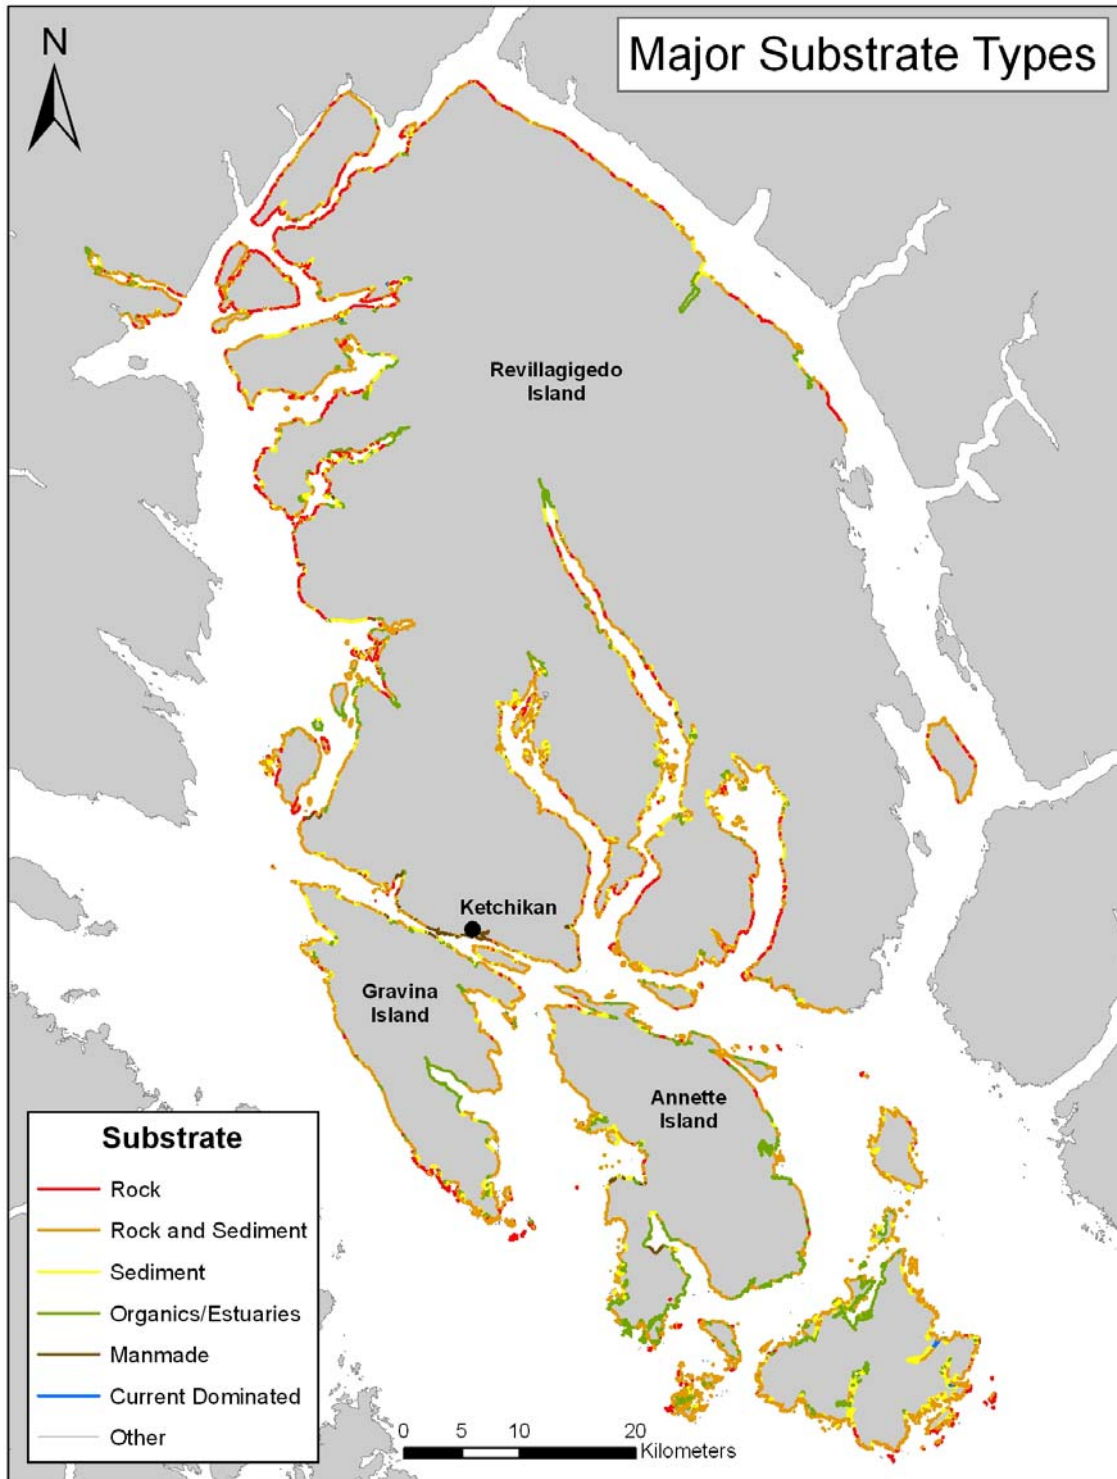 N
Major Substrate Types
Revillagigedo
Island
Ketchikan
Gravina
Island
Annette
Island
Substrate
Rock
Rock and Sediment
Sediment
Organics/Estuaries
Manmade
Current Dominated
Other
0 5 10 20
Kilometers